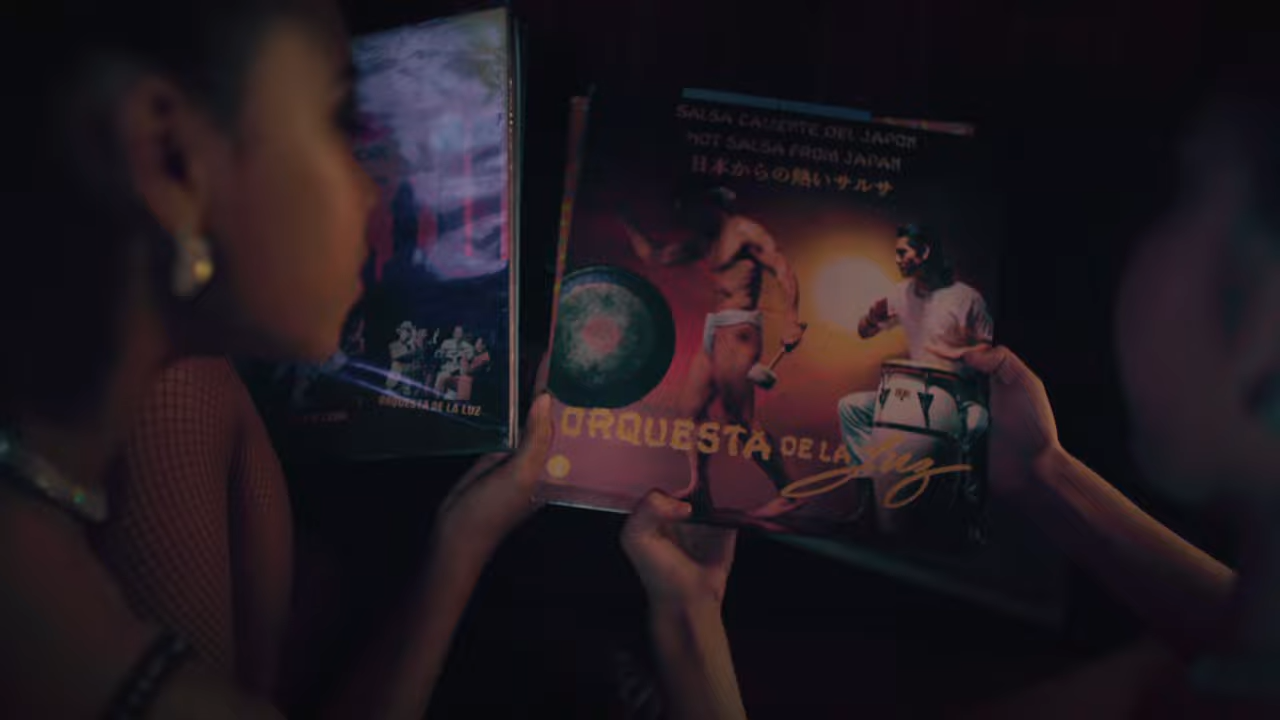 SALSA CALIENTE DEL JAPON
HOT SALSA FROM JAPAN
日本からの熱いサルサ
ORQUESTA DE LA Luz
ORQUESTA DE LA LUZ